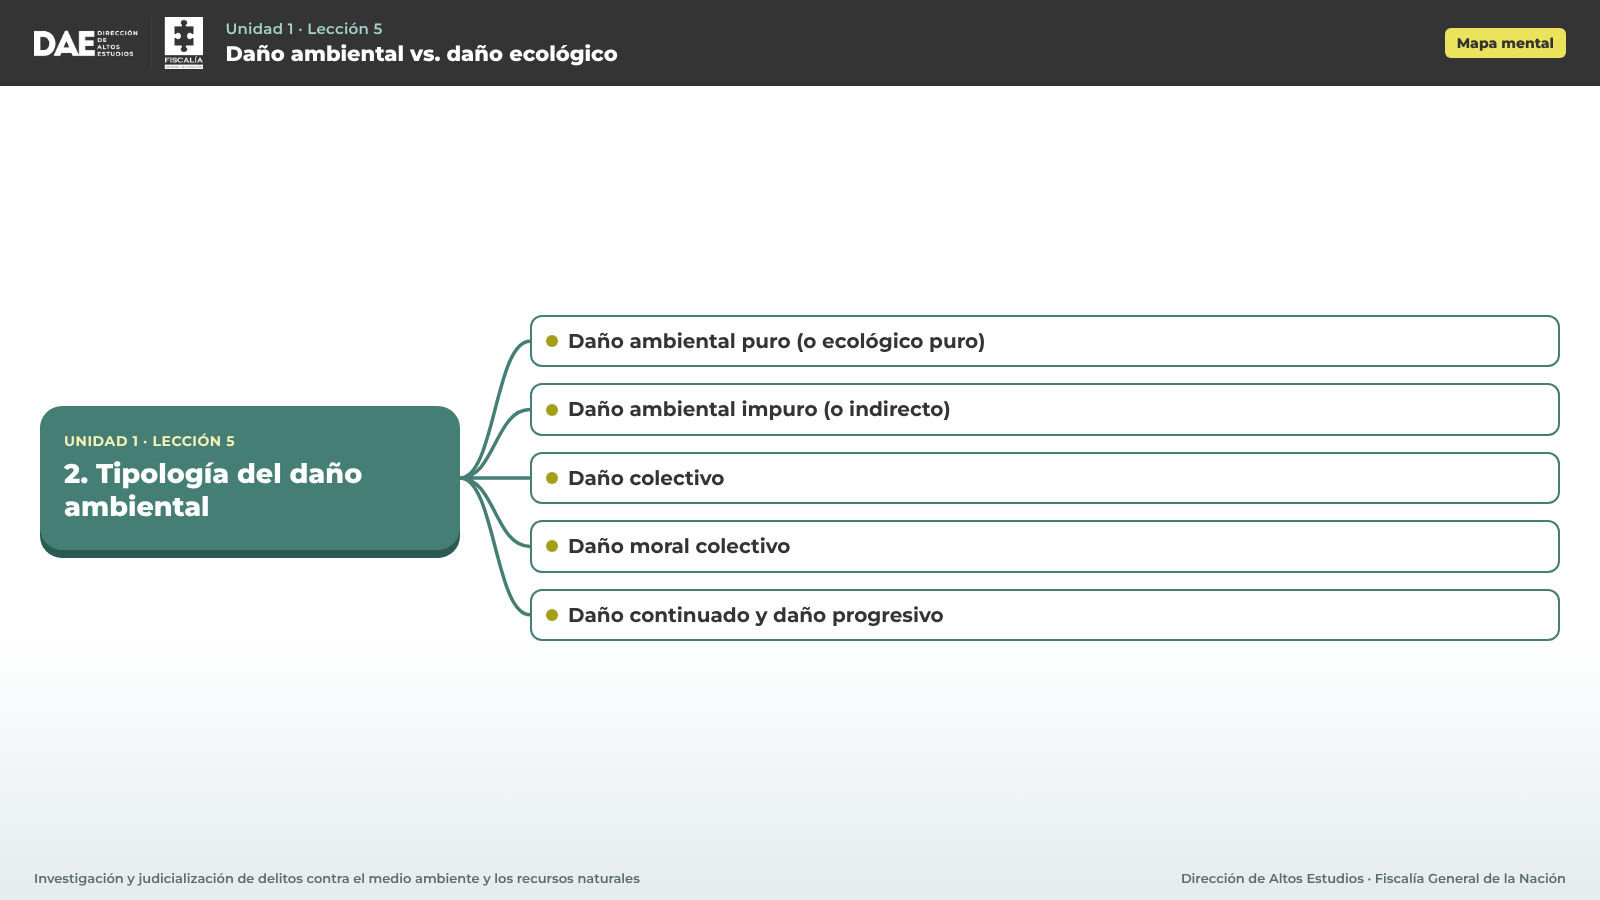 DAE
DIRECCIÓN
DE
ALTOS
ESTUDIOS
FISCALÍA
Unidad 1 · Lección 5
Daño ambiental vs. daño ecológico
Mapa mental
UNIDAD 1 · LECCIÓN 5
2. Tipología del daño
ambiental
Daño ambiental puro (o ecológico puro)
Daño ambiental impuro (o indirecto)
Daño colectivo
Daño moral colectivo
Daño continuado y daño progresivo
Investigación y judicialización de delitos contra el medio ambiente y los recursos naturales
Dirección de Altos Estudios · Fiscalía General de la Nación